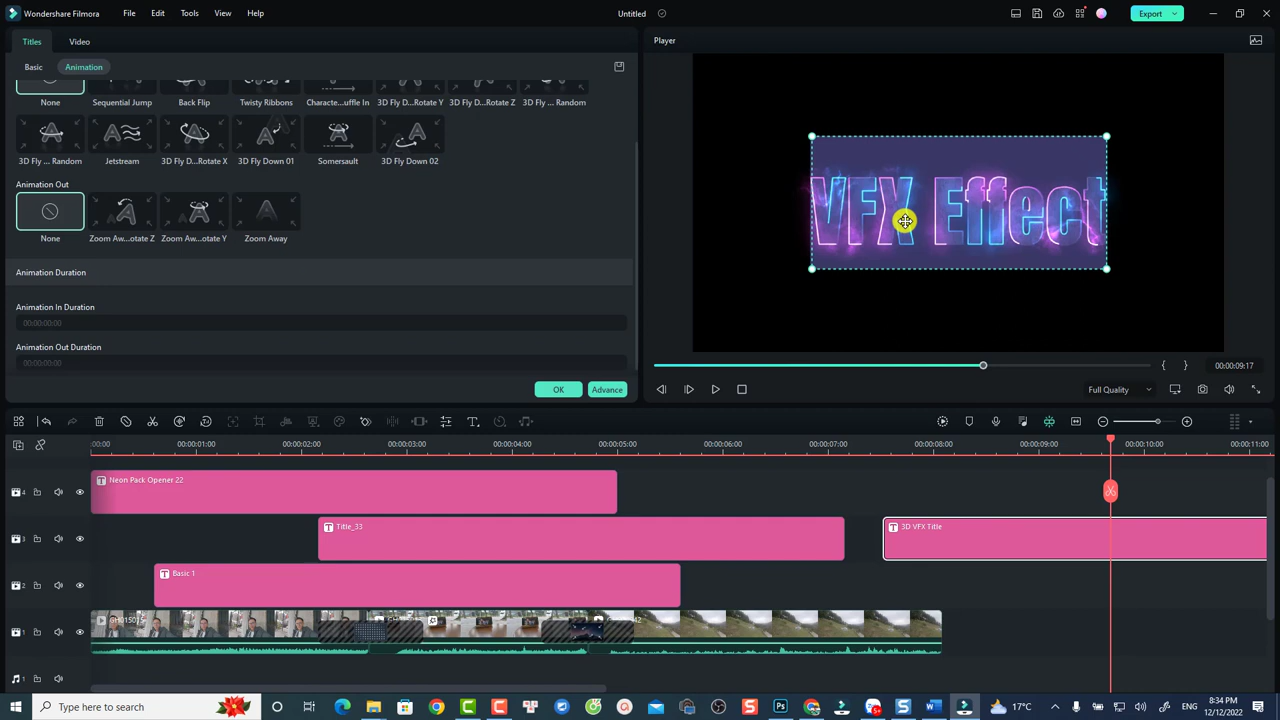 Wondershare Filmora
File
Edit
Tools
View
Help
Untitled
Export
Titles
Video
Player
Basic
Animation
None
Sequential Jump
Back Flip
Twisty Ribbons
Characte...uffle In
3D Fly D...Rotate Y
3D Fly D...Rotate Z
3D Fly ... Random
3D Fly ... Random
Jetstream
3D Fly D...Rotate X
3D Fly Down 01
Somersault
3D Fly Down 02
Animation Out
None
Zoom Aw...otate Z
Zoom Aw...otate Y
Zoom Away
Animation Duration
Animation In Duration
00:00:00:00
Animation Out Duration
00:00:00:00
OK
Advance
VFX Effect
00:00:09:17
Full Quality
:00:00
00:00:01:00
00:00:02:00
00:00:03:00
00:00:04:00
00:00:05:00
00:00:06:00
00:00:07:00
00:00:08:00
00:00:09:00
00:00:10:00
00:00:11:00
Neon Pack Opener 22
Title_33
3D VFX Title
Basic 1
4
3
2
1
1
Type here to search
17°C
ENG
8:34 PM
12/12/2022